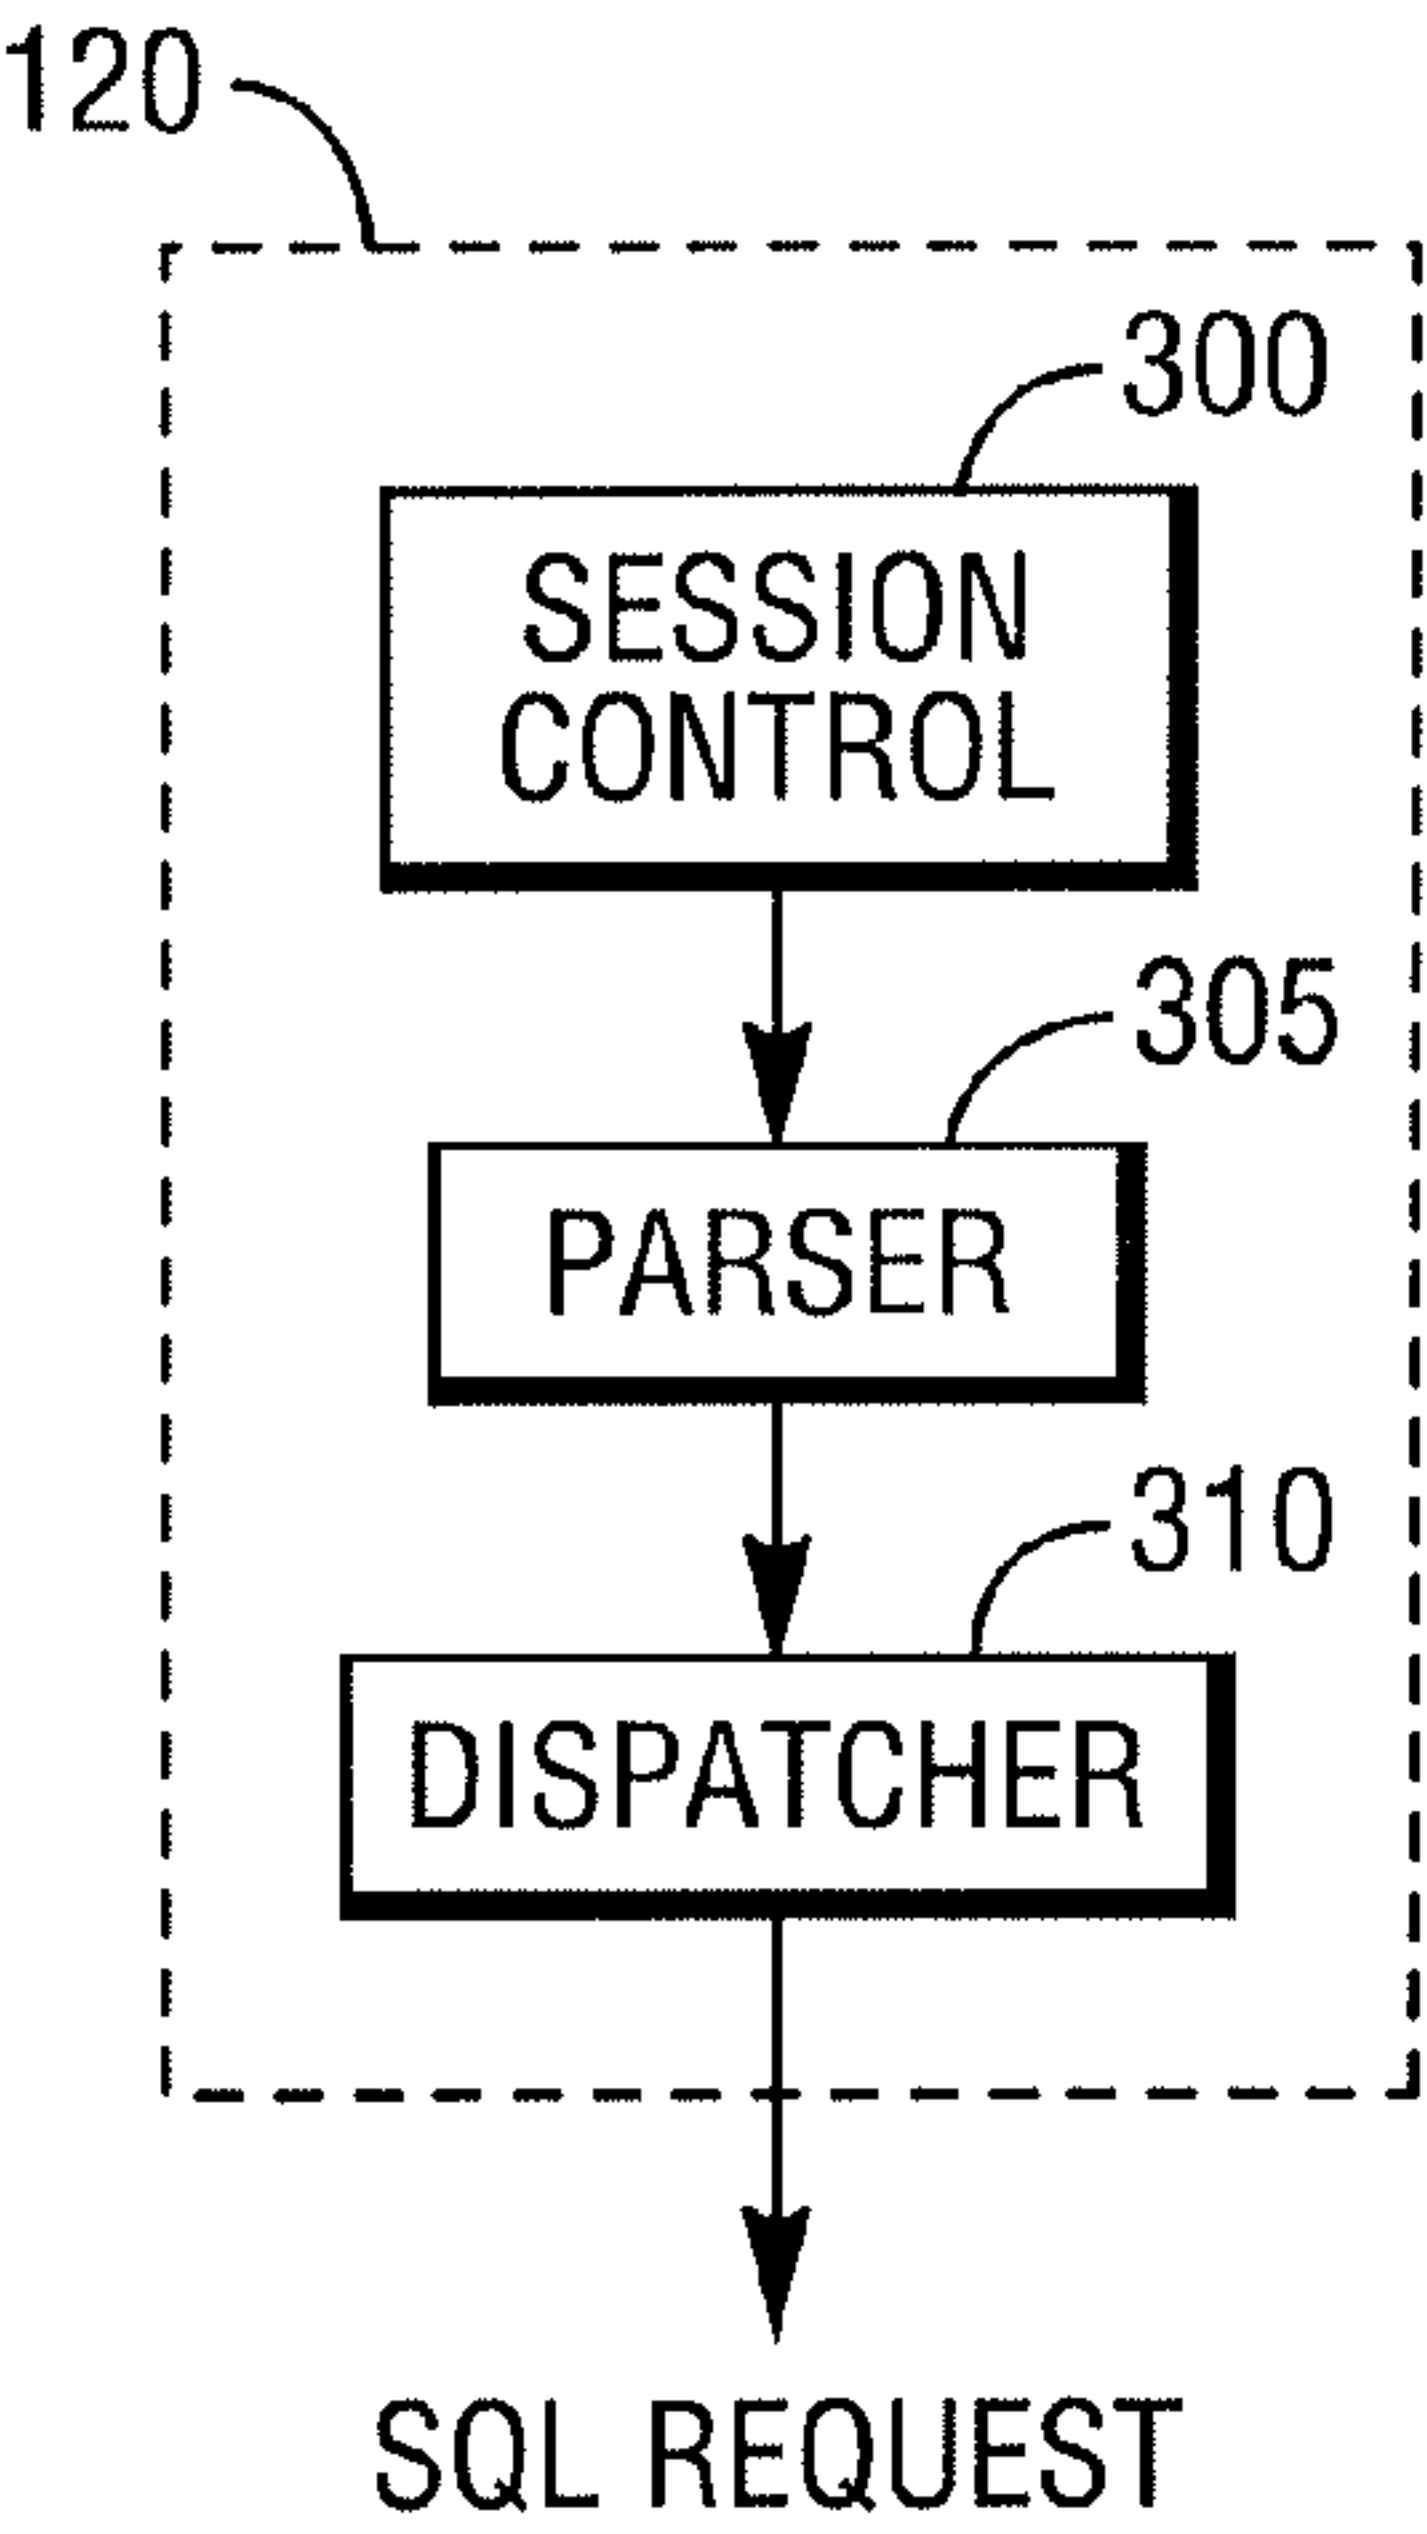 120
300
SESSION
CONTROL
305
PARSER
310
DISPATCHER
SQL REQUEST